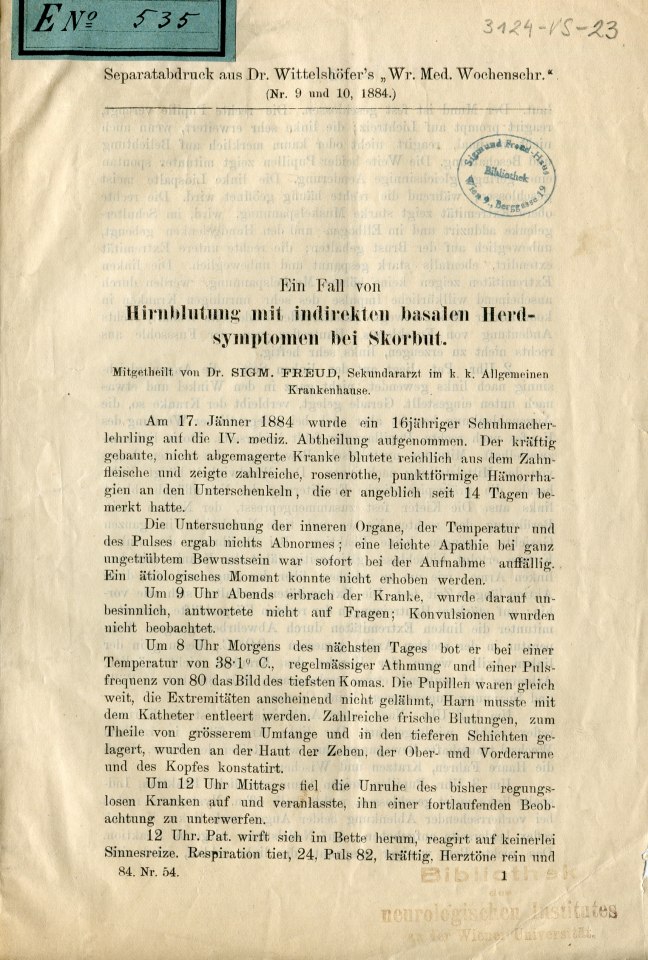 E No 535
3124-VS-23
Separatabdruck aus Dr. Wittelshöfer's „Wr. Med. Wochenschr.“
(Nr. 9 und 10, 1884.)
Sigmund Freud-Haus
Bibliothek
Wien 9., Berggasse 19
Ein Fall von
Hirnblutung mit indirekten basalen Herd-
symptomen bei Skorbut.
Mitgetheilt von Dr. SIGM. FREUD, Sekundararzt im k. k. Allgemeinen
Krankenhause.
Am 17. Jänner 1884 wurde ein 16jähriger Schuhmacher-
lehrling auf die IV. mediz. Abtheilung aufgenommen. Der kräftig
gebaute, nicht abgemagerte Kranke blutete reichlich aus dem Zahn-
fleische und zeigte zahlreiche, rosenrothe, punktförmige Hämorrha-
gien an den Unterschenkeln, die er angeblich seit 14 Tagen be-
merkt hatte.
Die Untersuchung der inneren Organe, der Temperatur und
des Pulses ergab nichts Abnormes; eine leichte Apathie bei ganz
ungetrübtem Bewusstsein war sofort bei der Aufnahme auffällig.
Ein ätiologisches Moment konnte nicht erhoben werden.
Um 9 Uhr Abends erbrach der Kranke, wurde darauf un-
besinnlich, antwortete nicht auf Fragen; Konvulsionen wurden
nicht beobachtet.
Um 8 Uhr Morgens des nächsten Tages bot er bei einer
Temperatur von 38·1° C., regelmässiger Athmung und einer Puls-
frequenz von 80 das Bild des tiefsten Komas. Die Pupillen waren gleich
weit, die Extremitäten anscheinend nicht gelähmt, Harn musste mit
dem Katheter entleert werden. Zahlreiche frische Blutungen, zum
Theile von grösserem Umfange und in den tieferen Schichten ge-
lagert, wurden an der Haut der Zehen, der Ober- und Vorderarme
und des Kopfes konstatirt.
Um 12 Uhr Mittags fiel die Unruhe des bisher regungs-
losen Kranken auf und veranlasste, ihn einer fortlaufenden Beob-
achtung zu unterwerfen.
12 Uhr. Pat. wirft sich im Bette herum, reagirt auf keinerlei
Sinnesreize. Respiration tief, 24, Puls 82, kräftig. Herztöne rein und
84. Nr. 54.
1
Bibliothek
des
neurologischen Institutes
an der Wiener Universität.